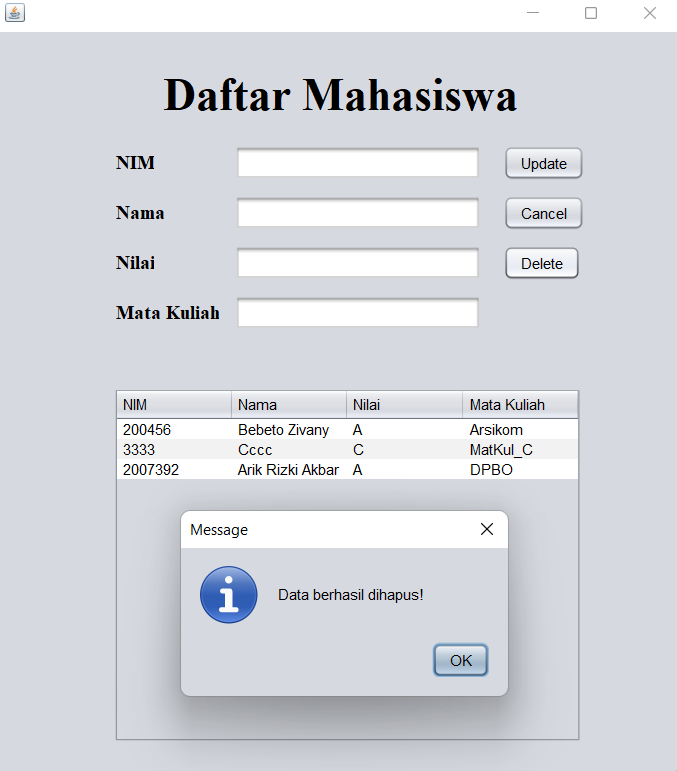 Daftar Mahasiswa
NIM
Update
Nama
Cancel
Nilai
Delete
Mata Kuliah
NIM Nama Nilai Mata Kuliah
200456 Bebeto Zivany A Arsikom
3333 Cccc C MatKul_C
2007392 Arik Rizki Akbar A DPBO
Message
Data berhasil dihapus!
OK